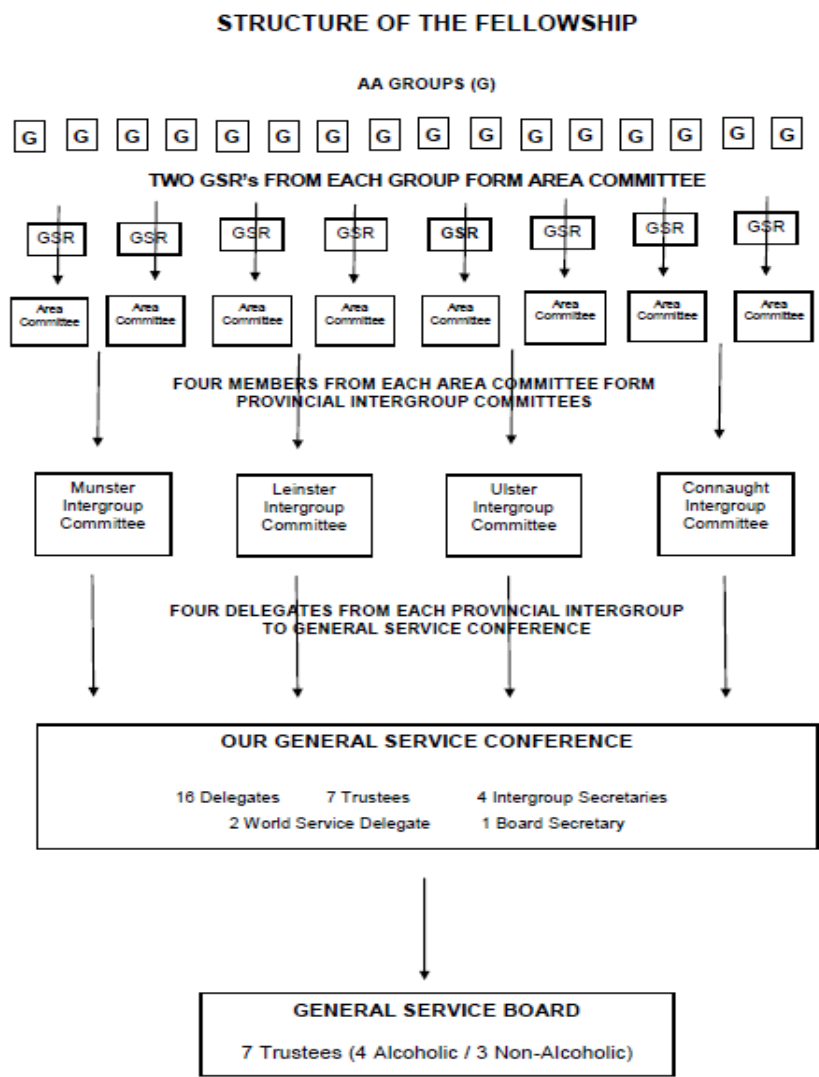 STRUCTURE OF THE FELLOWSHIP
AA GROUPS (G)
G G G G G G G G G G G G G G G G
TWO GSR's FROM EACH GROUP FORM AREA COMMITTEE
GSR GSR GSR GSR GSR GSR GSR GSR
Area Area Area Area Area Area Area Area
Committee Committee Committee Committee Committee Committee Committee Committee
FOUR MEMBERS FROM EACH AREA COMMITTEE FORM
PROVINCIAL INTERGROUP COMMITTEES
Munster
Intergroup
Committee
Leinster
Intergroup
Committee
Ulster
Intergroup
Committee
Connaught
Intergroup
Committee
FOUR DELEGATES FROM EACH PROVINCIAL INTERGROUP
TO GENERAL SERVICE CONFERENCE
OUR GENERAL SERVICE CONFERENCE
16 Delegates 7 Trustees 4 Intergroup Secretaries
2 World Service Delegate 1 Board Secretary
GENERAL SERVICE BOARD
7 Trustees (4 Alcoholic / 3 Non-Alcoholic)